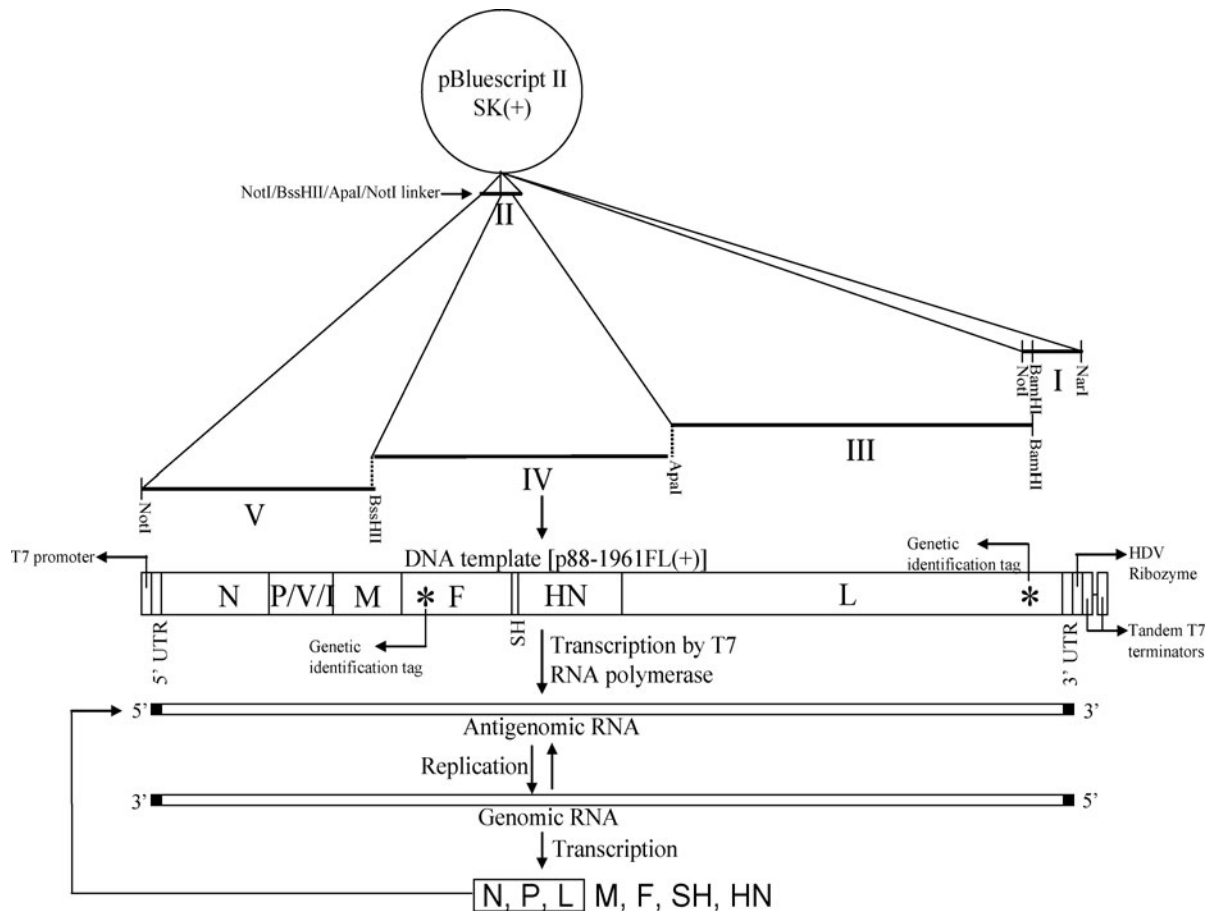 pBluescript II
SK(+)
NotI/BssHII/ApaI/NotI linker
II
NotI
BamHI
I
NarI
III
BamHI
ApaI
IV
BssHII
V
NotI
T7 promoter
DNA template [p88-1961FL(+)]
Genetic
identification tag
HDV
Ribozyme
N
P/V/I
M
*
F
HN
L
*
5' UTR
Genetic
identification tag
SH
Transcription by T7
RNA polymerase
3' UTR
Tandem T7
terminators
5'
3'
Antigenomic RNA
Replication
3'
5'
Genomic RNA
Transcription
N, P, L M, F, SH, HN